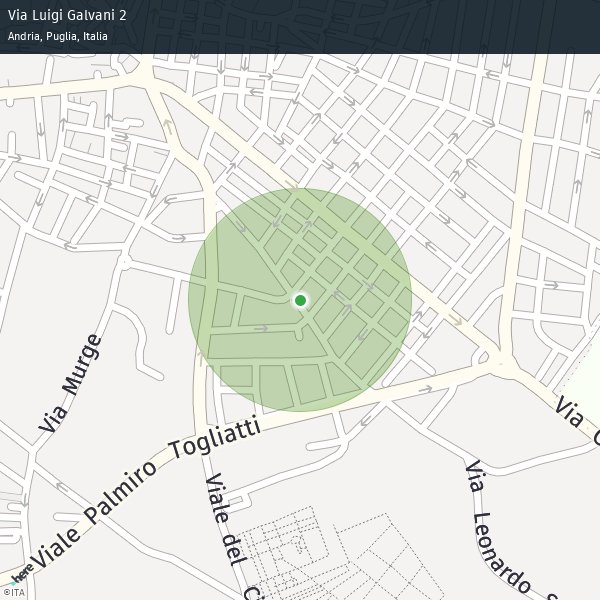 Via Luigi Galvani 2
Andria, Puglia, Italia
Via Murge
Viale Palmiro Togliatti
Viale del
Via
Via Leonardo
here
©ITA